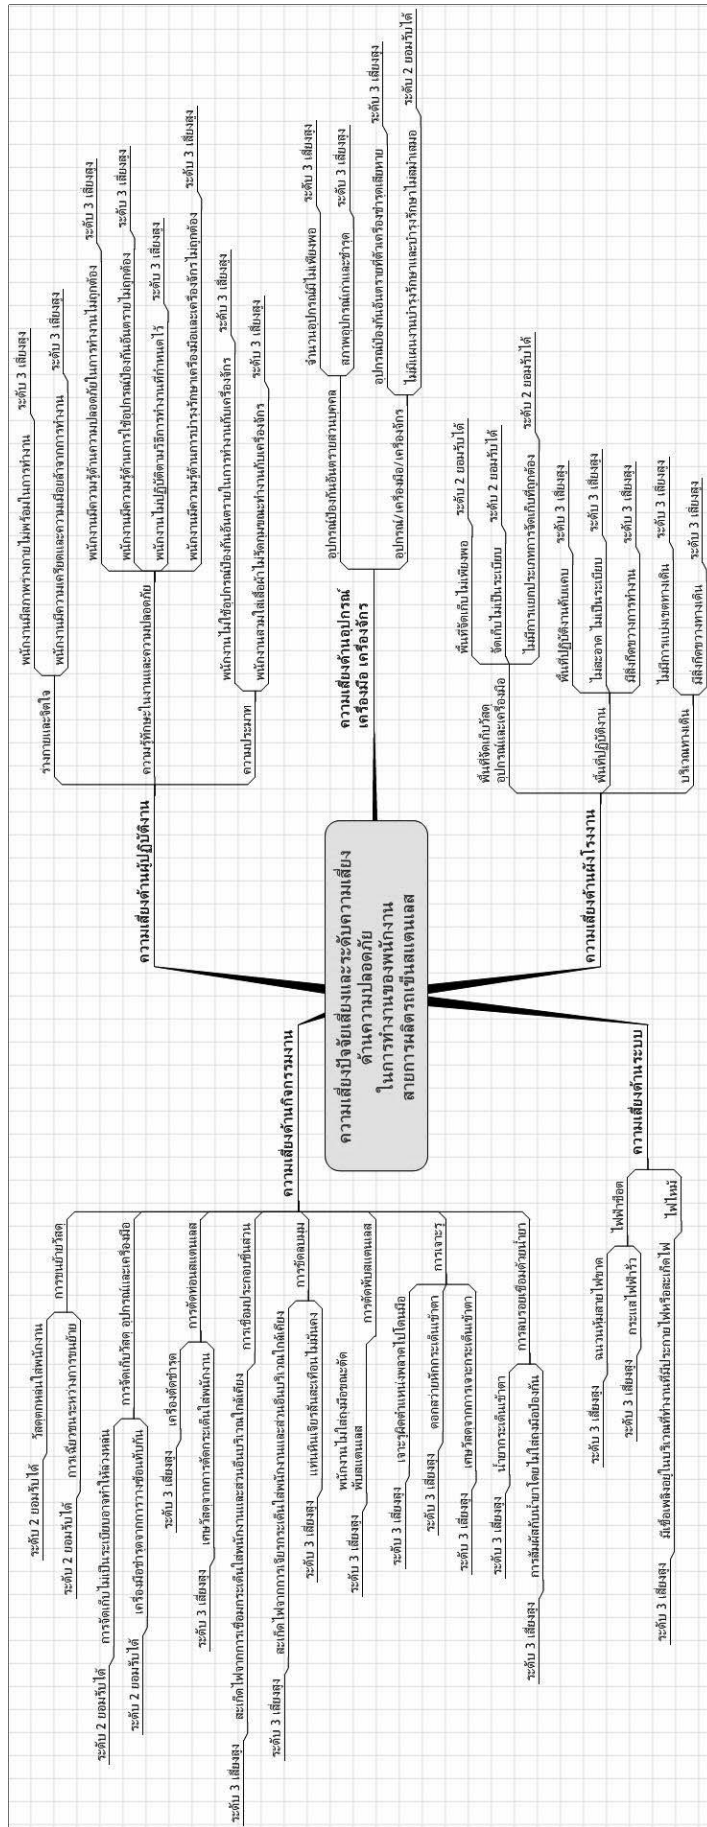 ความเสี่ยงปัจจัยเสี่ยงและระดับความเสี่ยง
ด้านความปลอดภัย
ในการทำงานของพนักงาน
สายการผลิตรถเข็นสแตนเลส
ความเสี่ยงด้านผู้ปฏิบัติงาน
ร่างกายและจิตใจ
พนักงานมีสภาพร่างกายไม่พร้อมในการทำงาน
ระดับ 3 เสี่ยงสูง
พนักงานมีความเครียดและความเมื่อยล้าจากการทำงาน
ระดับ 3 เสี่ยงสูง
ความรู้ทักษะในงานและความปลอดภัย
พนักงานมีความรู้ด้านความปลอดภัยในการทำงานไม่ถูกต้อง
ระดับ 3 เสี่ยงสูง
พนักงานมีความรู้ด้านการใช้อุปกรณ์ป้องกันอันตรายไม่ถูกต้อง
ระดับ 3 เสี่ยงสูง
พนักงานไม่ปฏิบัติตามวิธีการทำงานที่กำหนดไว้
ระดับ 3 เสี่ยงสูง
พนักงานมีความรู้ด้านการบำรุงรักษาเครื่องมือและเครื่องจักรไม่ถูกต้อง
ระดับ 3 เสี่ยงสูง
ความประมาท
พนักงานไม่ใช้อุปกรณ์ป้องกันอันตรายในการทำงานกับเครื่องจักร
ระดับ 3 เสี่ยงสูง
พนักงานสวมใส่เสื้อผ้าไม่รัดกุมขณะทำงานกับเครื่องจักร
ระดับ 3 เสี่ยงสูง
ความเสี่ยงด้านอุปกรณ์
เครื่องมือ เครื่องจักร
อุปกรณ์ป้องกันอันตรายส่วนบุคคล
จำนวนอุปกรณ์มีไม่เพียงพอ
ระดับ 3 เสี่ยงสูง
สภาพอุปกรณ์เก่าและชำรุด
ระดับ 3 เสี่ยงสูง
อุปกรณ์/เครื่องมือ/เครื่องจักร
อุปกรณ์ป้องกันอันตรายที่ตัวเครื่องชำรุดเสียหาย
ระดับ 3 เสี่ยงสูง
ไม่มีแผนงานบำรุงรักษาและบำรุงรักษาไม่สม่ำเสมอ
ระดับ 2 ยอมรับได้
ความเสี่ยงด้านผังโรงงาน
พื้นที่จัดเก็บวัสดุ
อุปกรณ์และเครื่องมือ
พื้นที่จัดเก็บไม่เพียงพอ
ระดับ 2 ยอมรับได้
จัดเก็บไม่เป็นระเบียบ
ระดับ 2 ยอมรับได้
ไม่มีการแยกประเภทการจัดเก็บที่ถูกต้อง
ระดับ 2 ยอมรับได้
พื้นที่ปฏิบัติงาน
พื้นที่ปฏิบัติงานคับแคบ
ระดับ 3 เสี่ยงสูง
ไม่สะอาด ไม่เป็นระเบียบ
ระดับ 3 เสี่ยงสูง
มีสิ่งกีดขวางการทำงาน
ระดับ 3 เสี่ยงสูง
บริเวณทางเดิน
ไม่มีการแบ่งเขตทางเดิน
ระดับ 3 เสี่ยงสูง
มีสิ่งกีดขวางทางเดิน
ระดับ 3 เสี่ยงสูง
ความเสี่ยงด้านกิจกรรมงาน
การขนย้ายวัสดุ
วัสดุตกหล่นใส่พนักงาน
ระดับ 2 ยอมรับได้
การเฉี่ยวชนระหว่างการขนย้าย
ระดับ 2 ยอมรับได้
การจัดเก็บวัสดุ อุปกรณ์และเครื่องมือ
การจัดเก็บไม่เป็นระเบียบอาจทำให้ล่วงหล่น
ระดับ 2 ยอมรับได้
เครื่องมือชำรุดจากการวางซ้อนทับกัน
ระดับ 2 ยอมรับได้
การตัดท่อนสแตนเลส
เครื่องตัดชำรุด
ระดับ 3 เสี่ยงสูง
เศษวัสดุจากการตัดกระเด็นใส่พนักงาน
ระดับ 3 เสี่ยงสูง
การเชื่อมประกอบชิ้นส่วน
สะเก็ดไฟจากการเชื่อมกระเด็นใส่พนักงานและส่วนอื่นบริเวณใกล้เคียง
ระดับ 3 เสี่ยงสูง
การขัดลบมุม
สะเก็ดไฟจากการเจียรกระเด็นใส่พนักงานและส่วนอื่นบริเวณใกล้เคียง
ระดับ 3 เสี่ยงสูง
แท่นหินเจียรสั่นสะเทือนไม่มั่นคง
ระดับ 3 เสี่ยงสูง
การตัดพับสแตนเลส
พนักงานไม่ใส่ถุงมือขณะตัด
พับสแตนเลส
ระดับ 3 เสี่ยงสูง
การเจาะรู
เจาะรูผิดตำแหน่งพลาดไปโดนมือ
ระดับ 3 เสี่ยงสูง
ดอกสว่านหักกระเด็นเข้าตา
ระดับ 3 เสี่ยงสูง
เศษวัสดุจากการเจาะกระเด็นเข้าตา
ระดับ 3 เสี่ยงสูง
การลบรอยเชื่อมด้วยน้ำยา
น้ำยากระเด็นเข้าตา
ระดับ 3 เสี่ยงสูง
การสัมผัสกับน้ำยาโดยไม่ใส่ถุงมือป้องกัน
ระดับ 3 เสี่ยงสูง
ความเสี่ยงด้านระบบ
ไฟฟ้าช็อต
ฉนวนหุ้มสายไฟขาด
ระดับ 3 เสี่ยงสูง
กระแสไฟฟ้ารั่ว
ระดับ 3 เสี่ยงสูง
ไฟไหม้
มีเชื้อเพลิงอยู่ในบริเวณที่ทำงานที่มีประกายไฟหรือสะเก็ดไฟ
ระดับ 3 เสี่ยงสูง